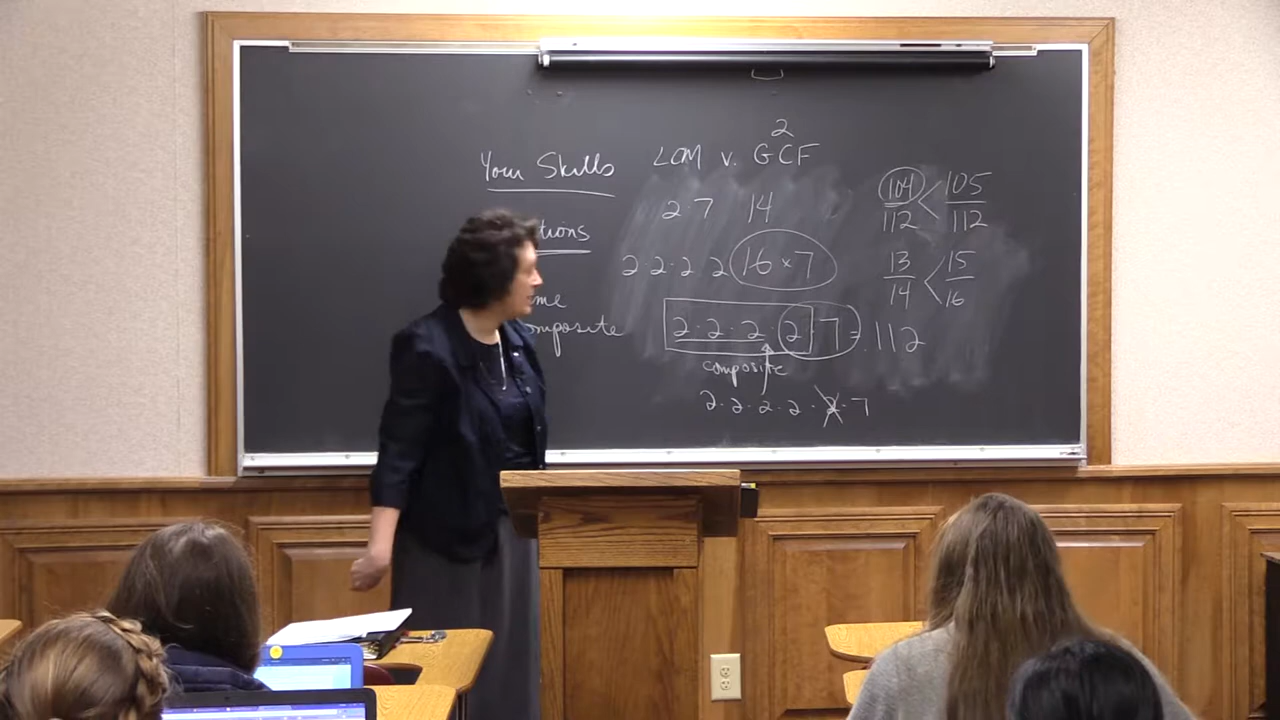 Your Skills
tions
me
omposite
2
LCM v. GCF
2·7 14
2·2·2·2 16×7
2·2·2·2·7=112
composite
2·2·2·2·2·7
104 < 105
112 112
13 < 15
14 16